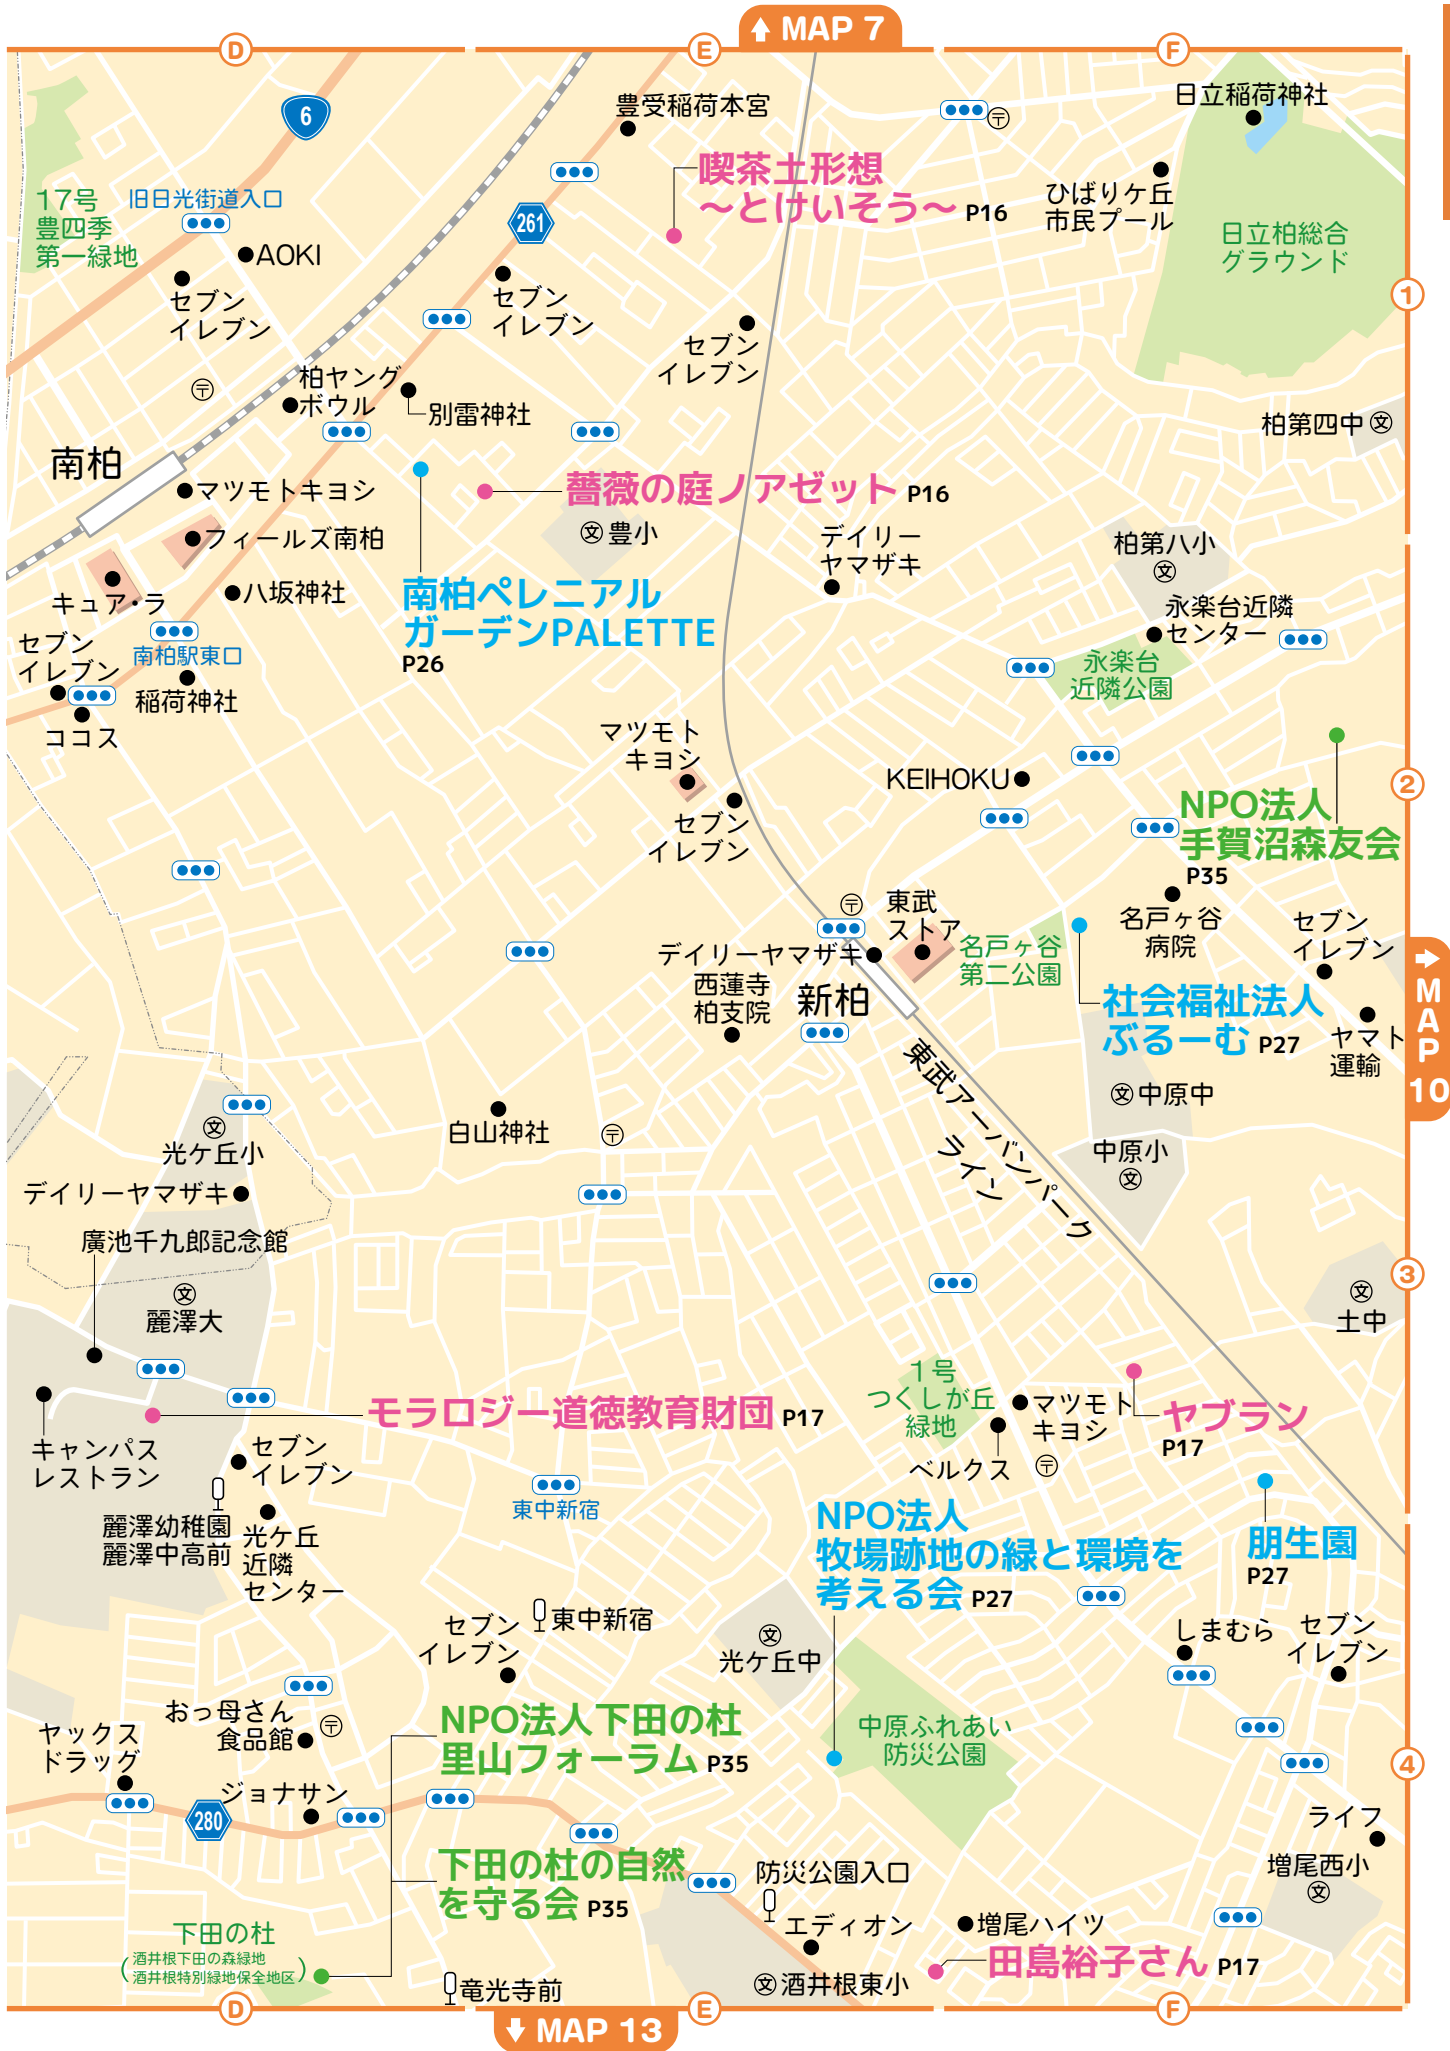 MAP 7
D
E
F
6
豊受稲荷本宮
日立稲荷神社
喫茶土形想
〜とけいそう〜 P16
ひばりケ丘
市民プール
17号
豊四季
第一緑地
旧日光街道入口
261
日立柏総合
グラウンド
AOKI
セブン
イレブン
セブン
イレブン
セブン
イレブン
1
柏ヤング
ボウル
別雷神社
柏第四中
文
南柏
マツモトキヨシ
薔薇の庭ノアゼット P16
文
豊小
フィールズ南柏
デイリー
ヤマザキ
柏第八小
文
キュア・ラ
八坂神社
南柏ペレニアル
ガーデンPALETTE
P26
永楽台近隣
センター
セブン
イレブン
南柏駅東口
稲荷神社
永楽台
近隣公園
ココス
マツモト
キヨシ
KEIHOKU
2
セブン
イレブン
NPO法人
手賀沼森友会
P35
東武
ストア
名戸ヶ谷
病院
セブン
イレブン
デイリーヤマザキ
名戸ヶ谷
第二公園
西蓮寺
柏支院
新柏
社会福祉法人
ぶるーむ P27
ヤマト
運輸
MAP
10
東武アーバンパーク
ライン
文
中原中
文
光ケ丘小
白山神社
中原小
文
デイリーヤマザキ
廣池千九郎記念館
3
文
麗澤大
文
土中
1号
つくしが丘
緑地
マツモト
キヨシ
モラロジー道徳教育財団 P17
ヤブラン
P17
キャンパス
レストラン
セブン
イレブン
ベルクス
東中新宿
麗澤幼稚園
麗澤中高前
光ケ丘
近隣
センター
NPO法人
牧場跡地の緑と環境を
考える会 P27
朋生園
P27
セブン
イレブン
東中新宿
文
光ケ丘中
しまむら
セブン
イレブン
おっ母さん
食品館
NPO法人下田の杜
里山フォーラム P35
中原ふれあい
防災公園
ヤックス
ドラッグ
4
280
ジョナサン
ライフ
下田の杜の自然
を守る会 P35
防災公園入口
増尾西小
文
下田の杜
(酒井根下田の森緑地
酒井根特別緑地保全地区)
エディオン
増尾ハイツ
田島裕子さん P17
竜光寺前
文
酒井根東小
D
E
F
MAP 13